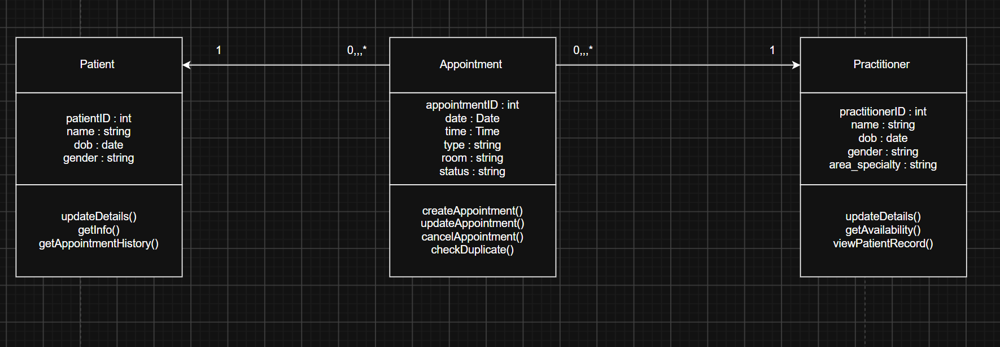 1
0,,,*
0,,,*
1
Patient
patientID : int
name : string
dob : date
gender : string
updateDetails()
getInfo()
getAppointmentHistory()
Appointment
appointmentID : int
date : Date
time : Time
type : string
room : string
status : string
createAppointment()
updateAppointment()
cancelAppointment()
checkDuplicate()
Practitioner
practitionerID : int
name : string
dob : date
gender : string
area_specialty : string
updateDetails()
getAvailability()
viewPatientRecord()